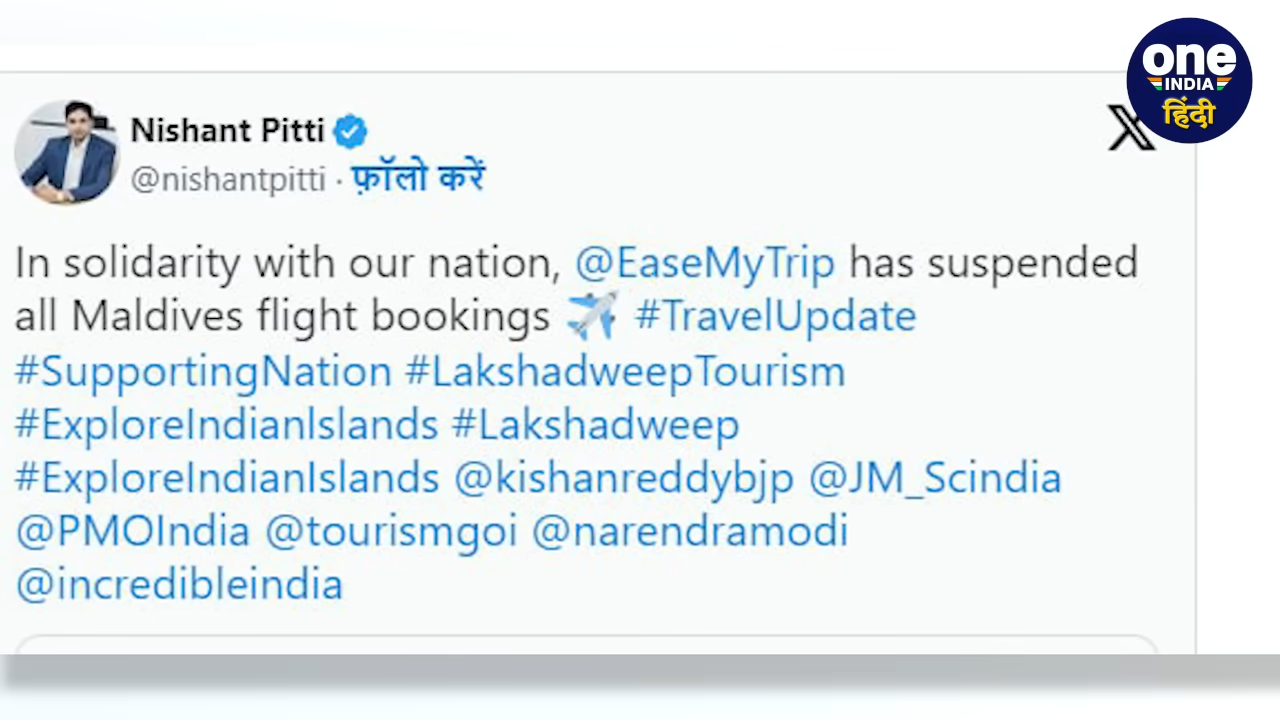 one
INDIA
हिंदी
Nishant Pitti
@nishantpitti · फ़ॉलो करें
In solidarity with our nation, @EaseMyTrip has suspended
all Maldives flight bookings ✈️ #TravelUpdate
#SupportingNation #LakshadweepTourism
#ExploreIndianIslands #Lakshadweep
#ExploreIndianIslands @kishanreddybjp @JM_Scindia
@PMOIndia @tourismgoi @narendramodi
@incredibleindia